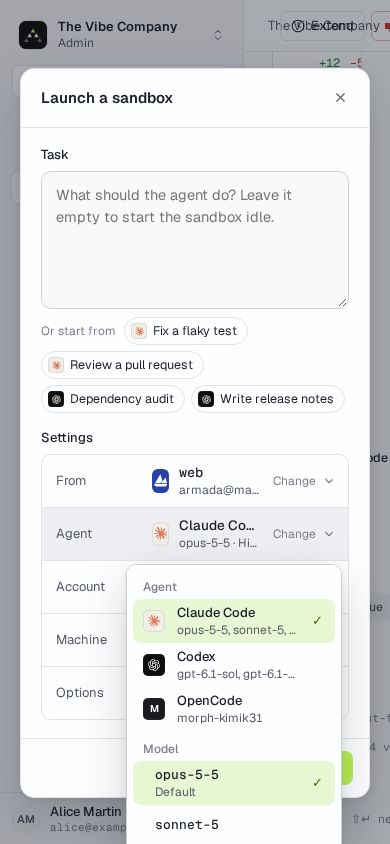 The Vibe Company
Admin
Extend
+12
Launch a sandbox
Task
What should the agent do? Leave it
empty to start the sandbox idle.
Or start from
Fix a flaky test
Review a pull request
Dependency audit
Write release notes
Settings
From
web
armada@ma…
Change
Agent
Claude Co…
opus-5-5 · Hi…
Change
Account
Machine
Options
Agent
Claude Code
opus-5-5, sonnet-5, …
Codex
gpt-6.1-sol, gpt-6.1-…
OpenCode
morph-kimik31
Model
opus-5-5
Default
sonnet-5
AM
Alice Martin
alice@examp